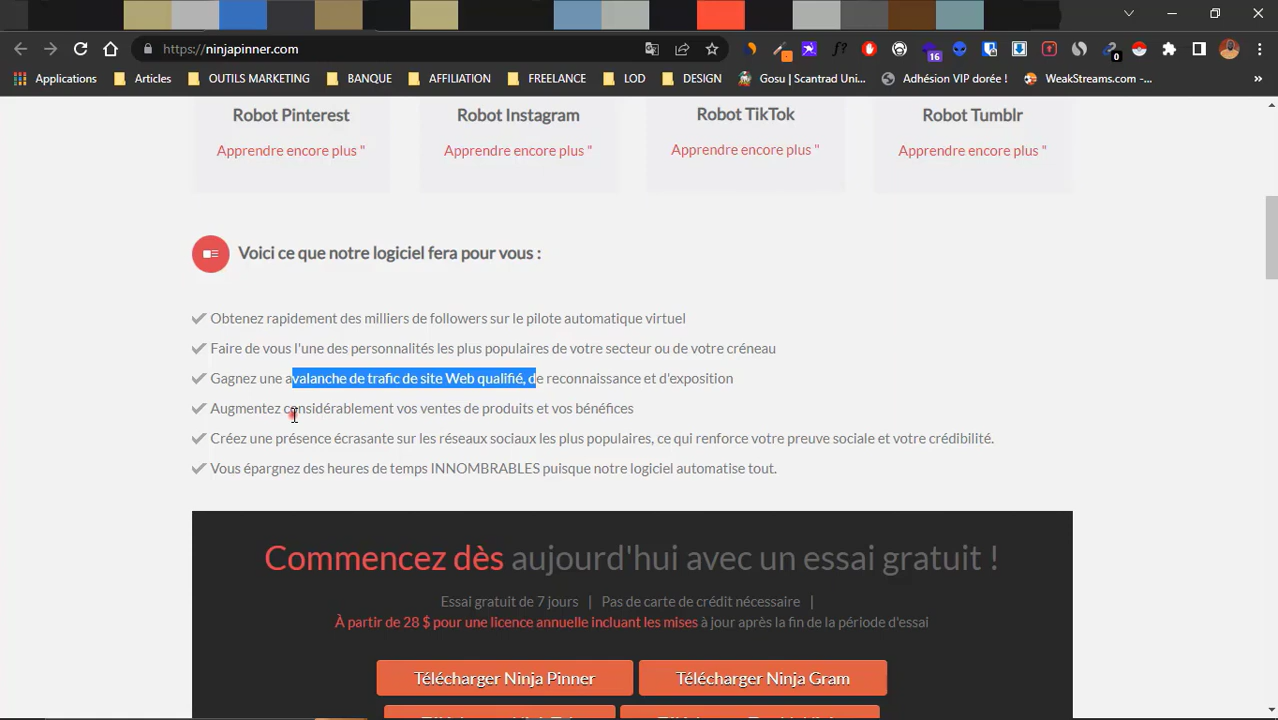 https://ninjapinner.com
16
0
Applications Articles OUTILS MARKETING BANQUE AFFILIATION FREELANCE LOD DESIGN Gosu | Scantrad Uni... Adhésion VIP dorée ! WeakStreams.com -... »
Robot Pinterest Robot Instagram Robot TikTok Robot Tumblr
Apprendre encore plus " Apprendre encore plus " Apprendre encore plus " Apprendre encore plus "
Voici ce que notre logiciel fera pour vous :
Obtenez rapidement des milliers de followers sur le pilote automatique virtuel
Faire de vous l'une des personnalités les plus populaires de votre secteur ou de votre créneau
Gagnez une avalanche de trafic de site Web qualifié, de reconnaissance et d'exposition
Augmentez considérablement vos ventes de produits et vos bénéfices
Créez une présence écrasante sur les réseaux sociaux les plus populaires, ce qui renforce votre preuve sociale et votre crédibilité.
Vous épargnez des heures de temps INNOMBRABLES puisque notre logiciel automatise tout.
Commencez dès aujourd'hui avec un essai gratuit !
Essai gratuit de 7 jours | Pas de carte de crédit nécessaire |
À partir de 28 $ pour une licence annuelle incluant les mises à jour après la fin de la période d'essai
Télécharger Ninja Pinner Télécharger Ninja Gram